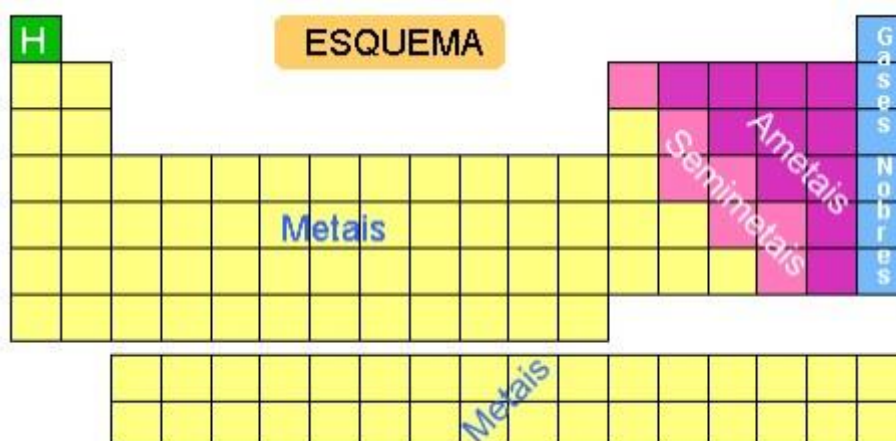 H
ESQUEMA
Gases Nobres
Ametais
Semimetais
Metais
Metais